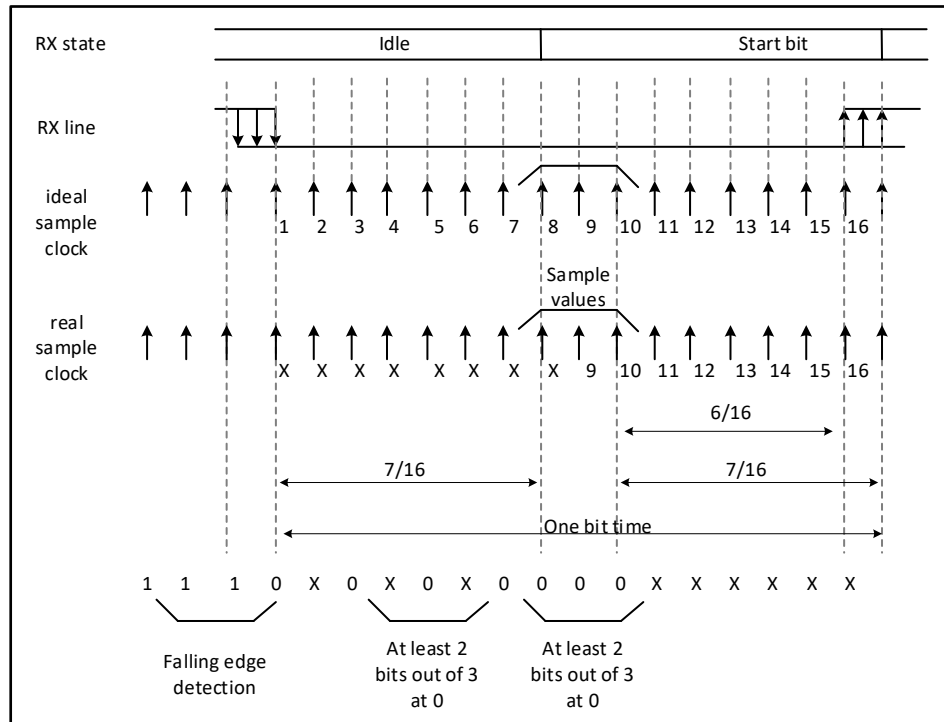 RX state
Idle
Start bit
RX line
ideal
sample
clock
1 2 3 4 5 6 7 8 9 10 11 12 13 14 15 16
Sample
values
real
sample
clock
X X X X X X X X 9 10 11 12 13 14 15 16
6/16
7/16
7/16
One bit time
1 1 1 0 X 0 X 0 X 0 0 0 0 X X X X X X
Falling edge
detection
At least 2
bits out of 3
at 0
At least 2
bits out of 3
at 0